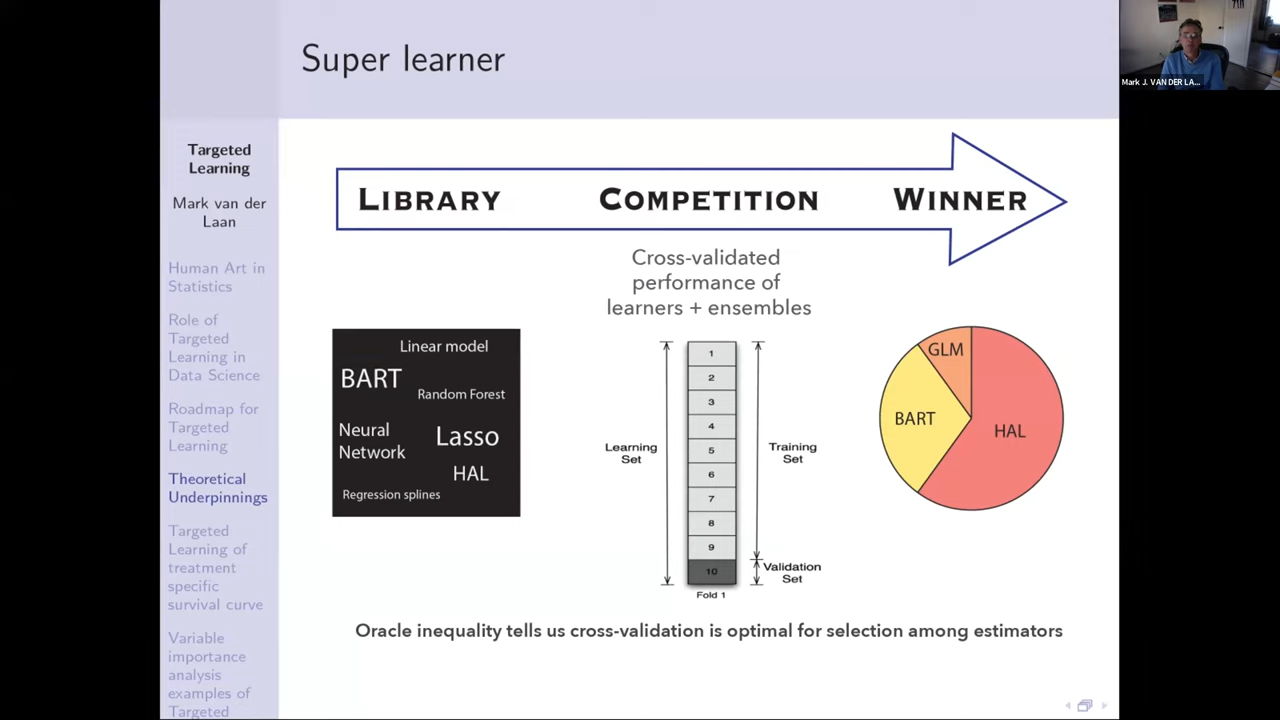 Super learner
Mark J. VAN DER LA...
Targeted
Learning
Mark van der
Laan
Human Art in
Statistics
Role of
Targeted
Learning in
Data Science
Roadmap for
Targeted
Learning
Theoretical
Underpinnings
Targeted
Learning of
treatment
specific
survival curve
Variable
importance
analysis
examples of
Targeted
LIBRARY COMPETITION WINNER
Cross-validated
performance of
learners + ensembles
Linear model
BART
Random Forest
Neural
Network
Lasso
HAL
Regression splines
Learning
Set
1
2
3
4
5
6
7
8
9
10
Fold 1
Training
Set
Validation
Set
GLM
BART
HAL
Oracle inequality tells us cross-validation is optimal for selection among estimators